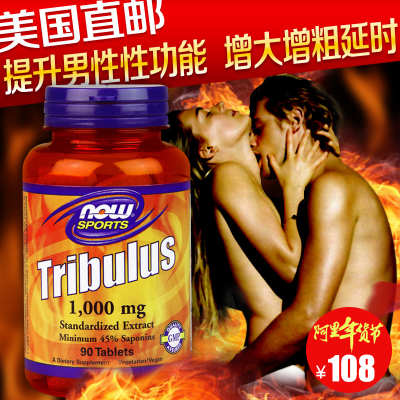 美国直邮
提升男性性功能 增大增粗延时
NOW
SPORTS
Tribulus
1,000 mg
Standardized Extract
Minimum 45% Saponins
90 Tablets
A Dietary Supplement Vegetarian/Vegan
GMP
阿里年货节
¥108